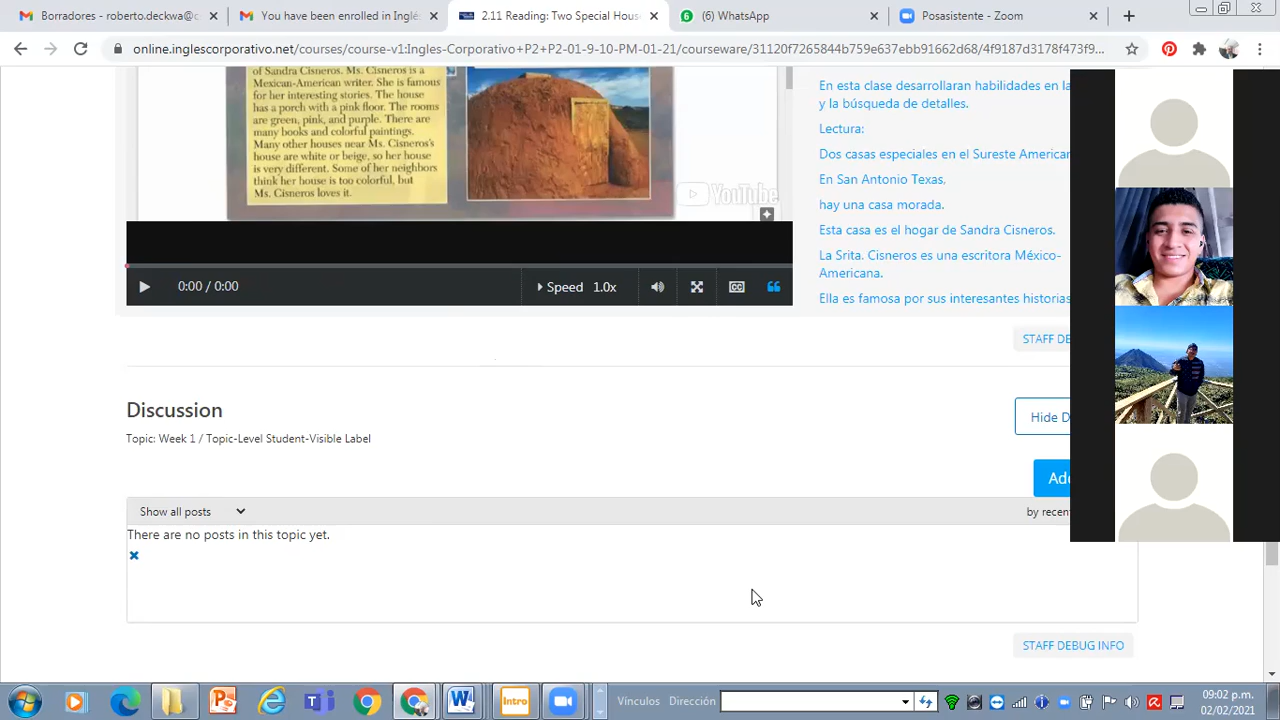 Borradores - roberto.deckwa@c
You have been enrolled in Inglé
2.11 Reading: Two Special Hous
(6) WhatsApp
Posasistente - Zoom
online.inglescorporativo.net/courses/course-v1:Ingles-Corporativo+P2+P2-01-9-10-PM-01-21/courseware/31120f7265844b759e637ebb91662d68/4f9187d3178f473f9...
of Sandra Cisneros. Ms. Cisneros is a
Mexican-American writer. She is famous
for her interesting stories. The house
has a porch with a pink floor. The rooms
are green, pink, and purple. There are
many books and colorful paintings.
Many other houses near Ms. Cisneros's
house are white or beige, so her house
is very different. Some of her neighbors
think her house is too colorful, but
Ms. Cisneros loves it.
YouTube
0:00 / 0:00
Speed 1.0x
CC
En esta clase desarrollaran habilidades en la
y la búsqueda de detalles.
Lectura:
Dos casas especiales en el Sureste American
En San Antonio Texas,
hay una casa morada.
Esta casa es el hogar de Sandra Cisneros.
La Srita. Cisneros es una escritora México-
Americana.
Ella es famosa por sus interesantes historias
STAFF DE
Discussion
Hide D
Topic: Week 1 / Topic-Level Student-Visible Label
Add
Show all posts
by recen
There are no posts in this topic yet.
STAFF DEBUG INFO
Intro
Vínculos
Dirección
09:02 p.m.
02/02/2021